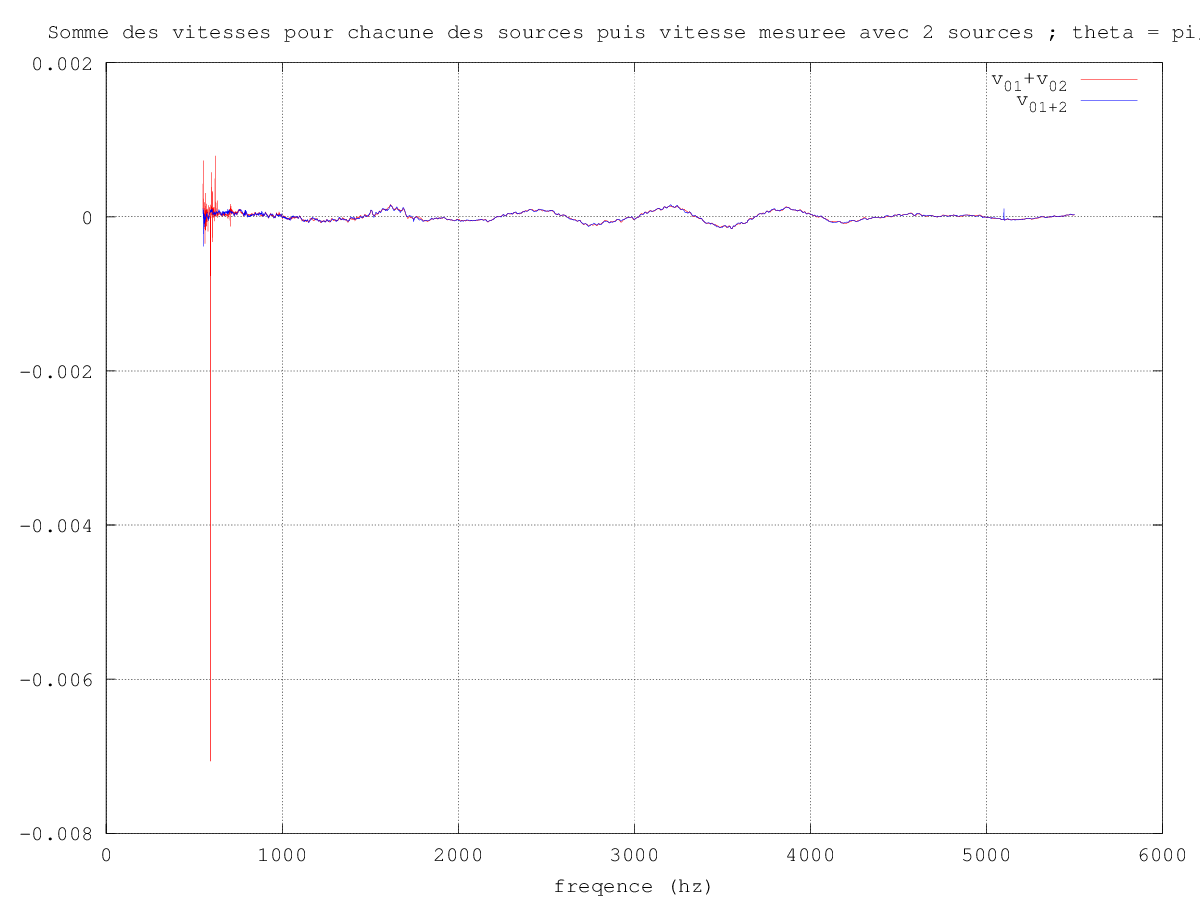 Somme des vitesses pour chacune des sources puis vitesse mesuree avec 2 sources ; theta = pi
v01+v02
v01+2
0.002
0
-0.002
-0.004
-0.006
-0.008
0 1000 2000 3000 4000 5000 6000
freqence (hz)